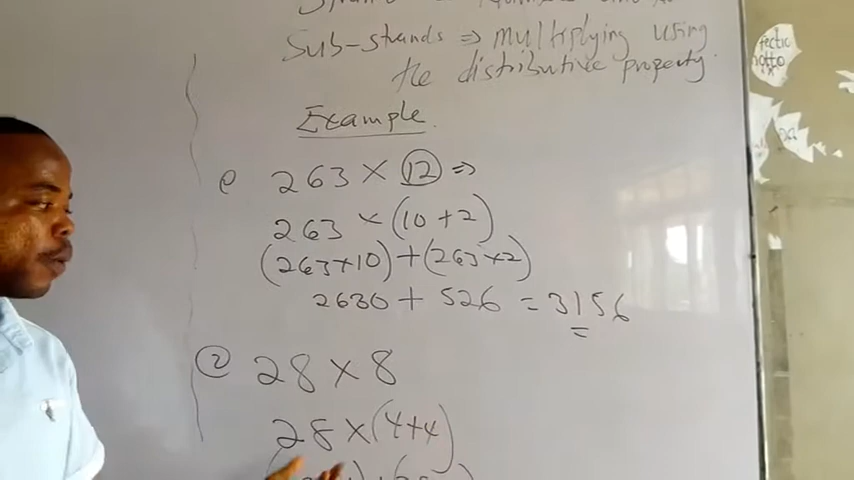 Sub-strands ⇒ multiplying using
the distributive property.
Example
263 × 12 ⇒
263 × (10 + 2)
(263×10) + (263×2)
2630 + 526 = 3156
② 28 × 8
28 × (4+4)